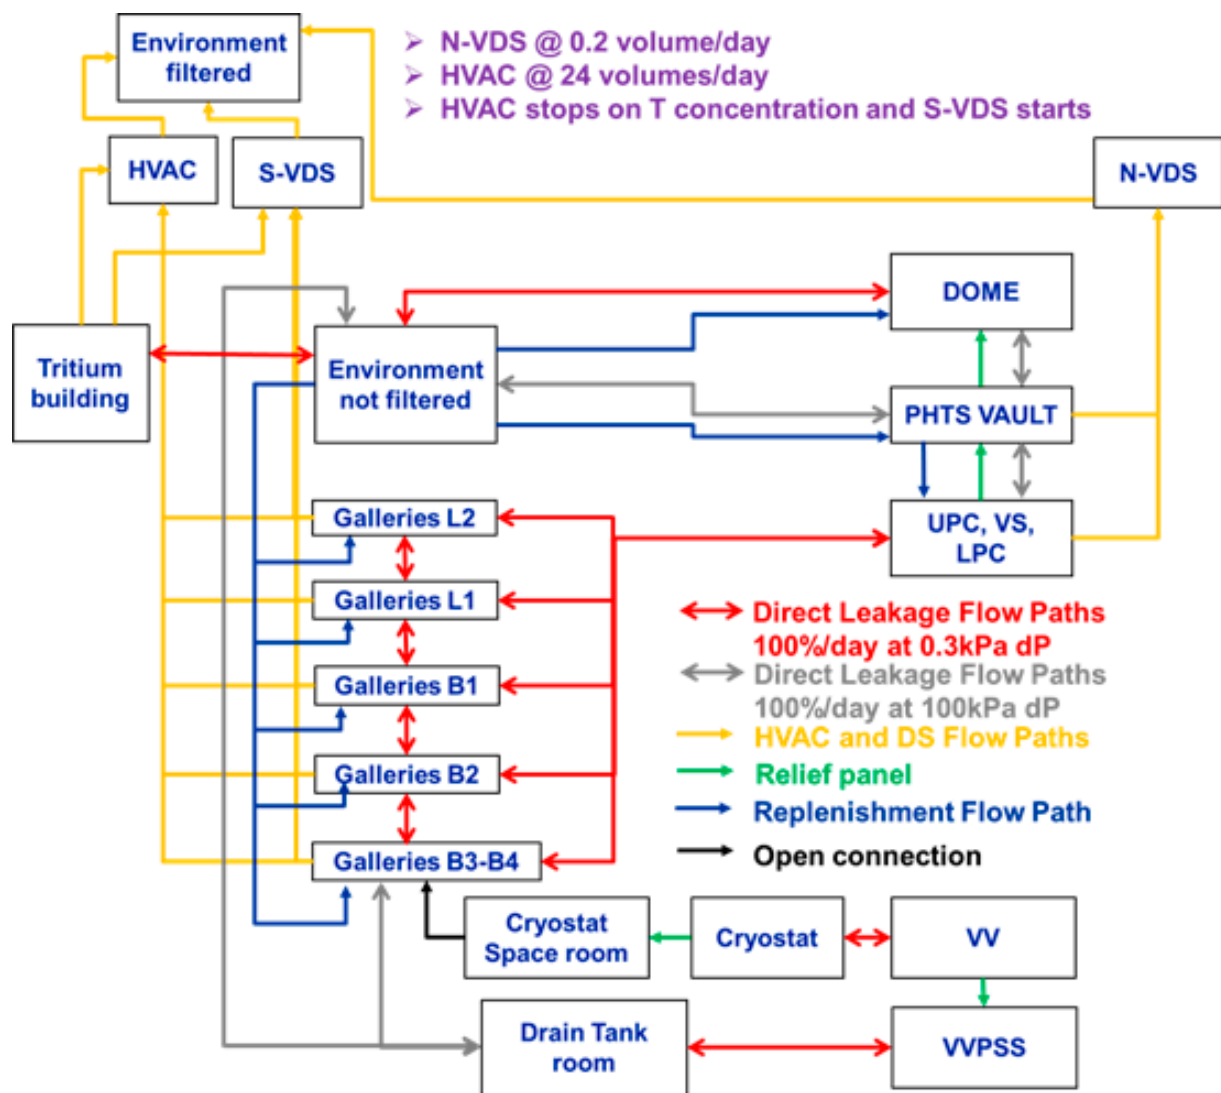 Environment
filtered
➢ N-VDS @ 0.2 volume/day
➢ HVAC @ 24 volumes/day
➢ HVAC stops on T concentration and S-VDS starts
HVAC
S-VDS
N-VDS
DOME
Tritium
building
Environment
not filtered
PHTS VAULT
Galleries L2
UPC, VS,
LPC
Galleries L1
Galleries B1
Galleries B2
Galleries B3-B4
Direct Leakage Flow Paths
100%/day at 0.3kPa dP
Direct Leakage Flow Paths
100%/day at 100kPa dP
HVAC and DS Flow Paths
Relief panel
Replenishment Flow Path
Open connection
Cryostat
Space room
Cryostat
VV
Drain Tank
room
VVPSS